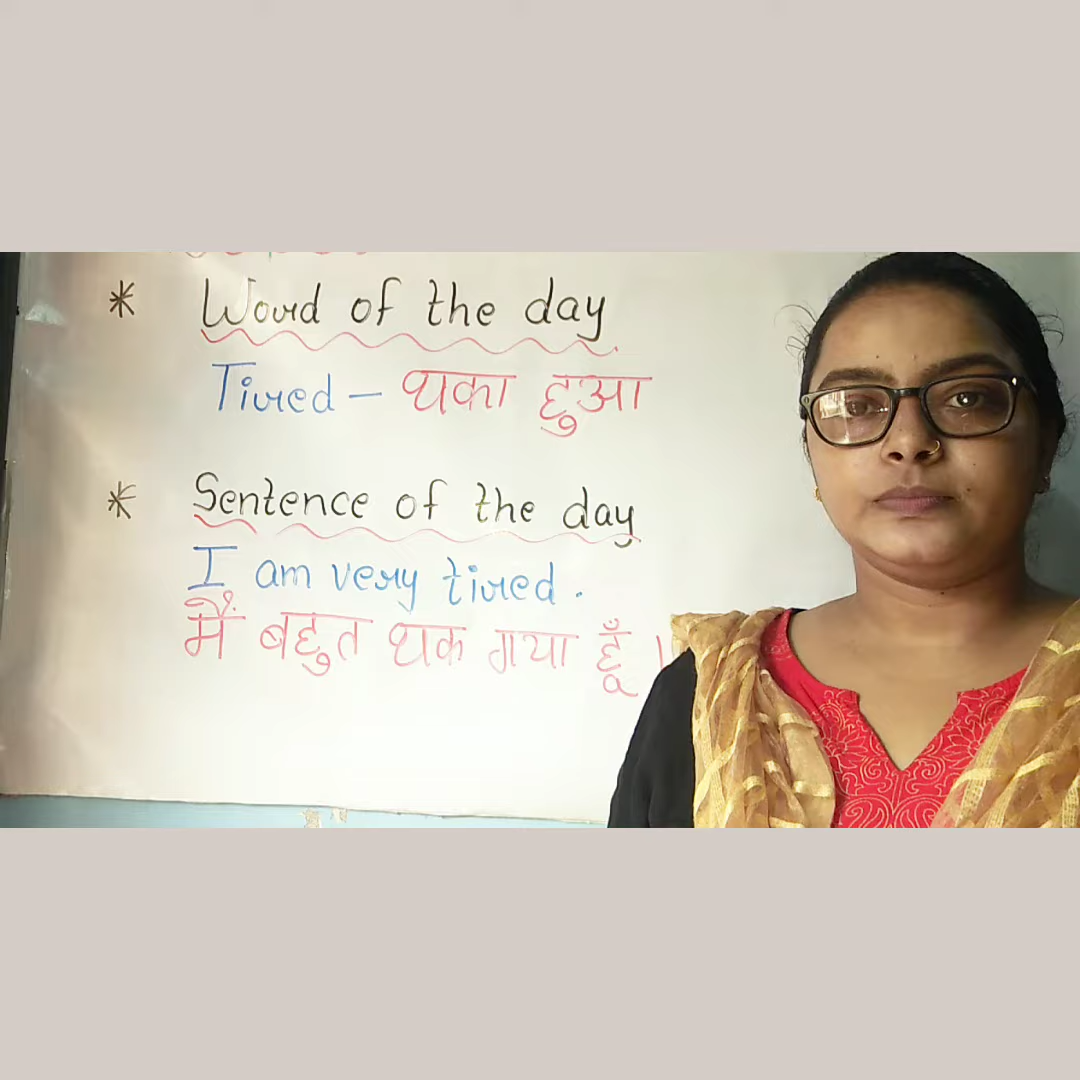 * Word of the day
Tired – थका हुआ
* Sentence of the day
I am very tired.
मैं बहुत थक गया हूँ।